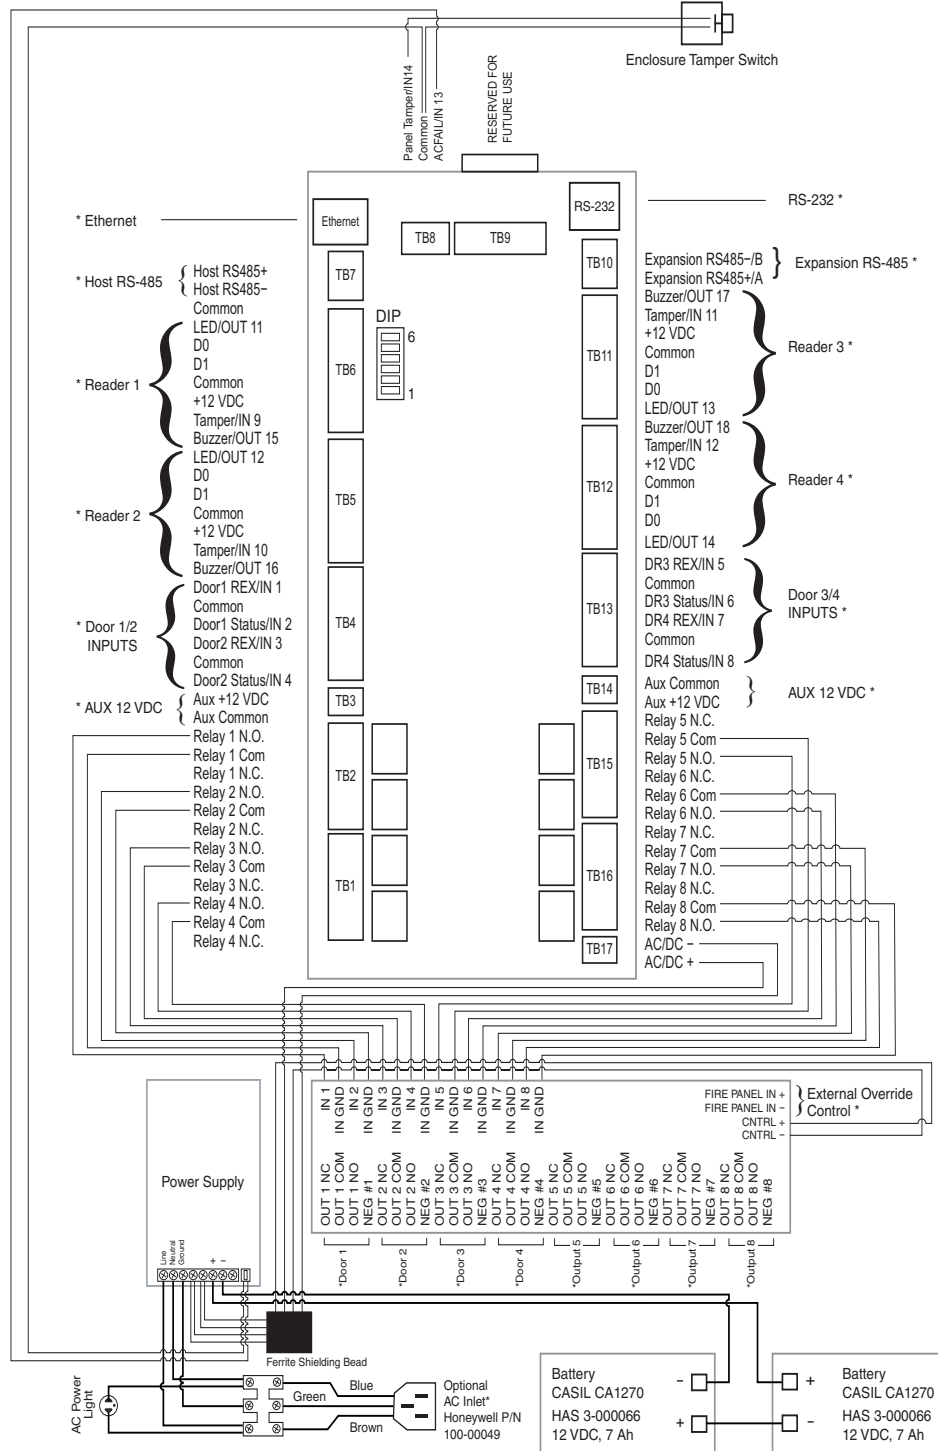 Enclosure Tamper Switch
Panel Tamper/IN14
Common
ACFAIL/IN 13
RESERVED FOR
FUTURE USE
* Ethernet
Ethernet
TB8
TB9
RS-232
RS-232 *
* Host RS-485
Host RS485+
Host RS485−
Common
* Reader 1
LED/OUT 11
D0
D1
Common
+12 VDC
Tamper/IN 9
Buzzer/OUT 15
* Reader 2
LED/OUT 12
D0
D1
Common
+12 VDC
Tamper/IN 10
Buzzer/OUT 16
* Door 1/2
INPUTS
Door1 REX/IN 1
Common
Door1 Status/IN 2
Door2 REX/IN 3
Common
Door2 Status/IN 4
* AUX 12 VDC
Aux +12 VDC
Aux Common
Relay 1 N.O.
Relay 1 Com
Relay 1 N.C.
Relay 2 N.O.
Relay 2 Com
Relay 2 N.C.
Relay 3 N.O.
Relay 3 Com
Relay 3 N.C.
Relay 4 N.O.
Relay 4 Com
Relay 4 N.C.
TB7
TB6
TB5
TB4
TB3
TB2
TB1
DIP
6
1
TB10
TB11
TB12
TB13
TB14
TB15
TB16
TB17
Expansion RS485−/B
Expansion RS485+/A
Expansion RS-485 *
Buzzer/OUT 17
Tamper/IN 11
+12 VDC
Common
D1
D0
LED/OUT 13
Reader 3 *
Buzzer/OUT 18
Tamper/IN 12
+12 VDC
Common
D1
D0
LED/OUT 14
Reader 4 *
DR3 REX/IN 5
Common
DR3 Status/IN 6
DR4 REX/IN 7
Common
DR4 Status/IN 8
Door 3/4
INPUTS *
Aux Common
Aux +12 VDC
AUX 12 VDC *
Relay 5 N.C.
Relay 5 Com
Relay 5 N.O.
Relay 6 N.C.
Relay 6 Com
Relay 6 N.O.
Relay 7 N.C.
Relay 7 Com
Relay 7 N.O.
Relay 8 N.C.
Relay 8 Com
Relay 8 N.O.
AC/DC −
AC/DC +
IN 1
IN GND
IN 2
IN GND
IN 3
IN GND
IN 4
IN GND
IN 5
IN GND
IN 6
IN GND
IN 7
IN GND
IN 8
IN GND
FIRE PANEL IN +
FIRE PANEL IN −
CNTRL +
CNTRL −
External Override
Control *
OUT 1 NC
OUT 1 COM
OUT 1 NO
NEG #1
OUT 2 NC
OUT 2 COM
OUT 2 NO
NEG #2
OUT 3 NC
OUT 3 COM
OUT 3 NO
NEG #3
OUT 4 NC
OUT 4 COM
OUT 4 NO
NEG #4
OUT 5 NC
OUT 5 COM
OUT 5 NO
NEG #5
OUT 6 NC
OUT 6 COM
OUT 6 NO
NEG #6
OUT 7 NC
OUT 7 COM
OUT 7 NO
NEG #7
OUT 8 NC
OUT 8 COM
OUT 8 NO
NEG #8
*Door 1
*Door 2
*Door 3
*Door 4
*Output 5
*Output 6
*Output 7
*Output 8
Power Supply
Line
Neutral
Ground
+
−
Ferrite Shielding Bead
AC Power
Light
Blue
Green
Brown
Optional
AC Inlet*
Honeywell P/N
100-00049
Battery
CASIL CA1270
HAS 3-000066
12 VDC, 7 Ah
−
+
Battery
CASIL CA1270
HAS 3-000066
12 VDC, 7 Ah
+
−